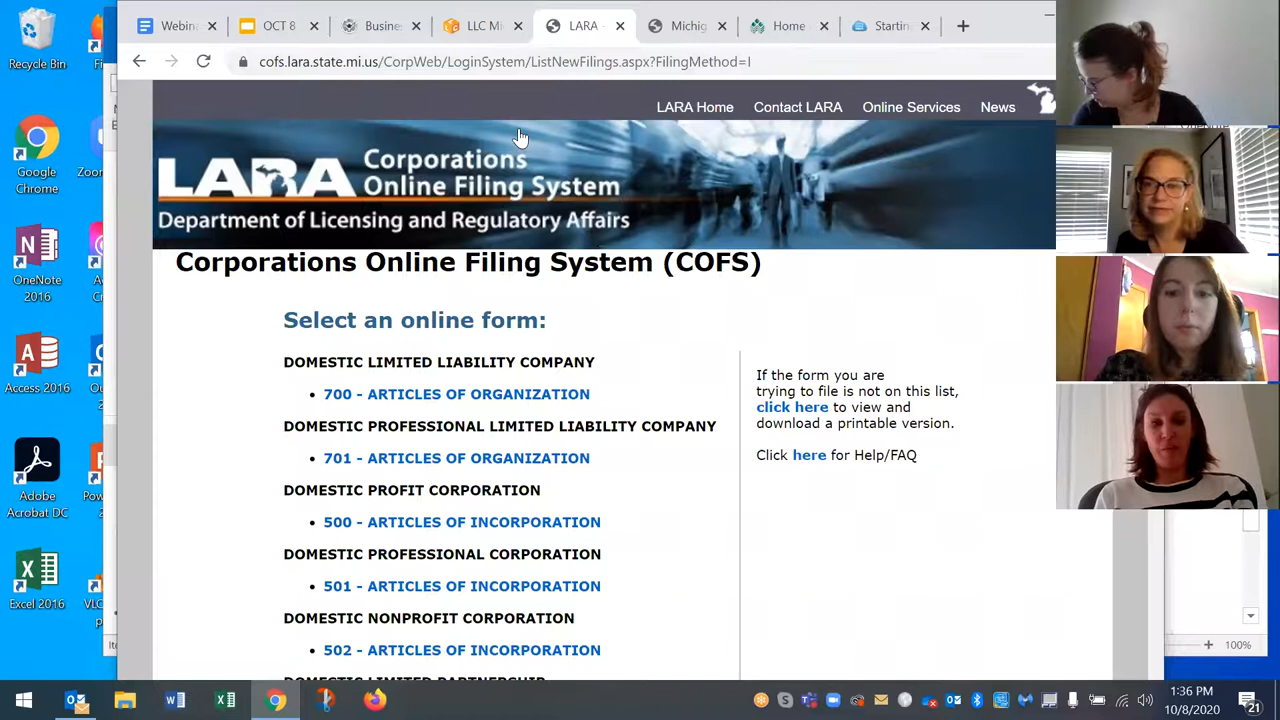 Recycle Bin
Google
Chrome
OneNote
2016
Access 2016
Adobe
Acrobat DC
Excel 2016
Webin
OCT 8
Busines
LLC Mi
LARA -
Michig
Home
Startin
cofs.lara.state.mi.us/CorpWeb/LoginSystem/ListNewFilings.aspx?FilingMethod=I
LARA Home
Contact LARA
Online Services
News
LARA
Corporations
Online Filing System
Department of Licensing and Regulatory Affairs
Corporations Online Filing System (COFS)
Select an online form:
DOMESTIC LIMITED LIABILITY COMPANY
• 700 - ARTICLES OF ORGANIZATION
DOMESTIC PROFESSIONAL LIMITED LIABILITY COMPANY
• 701 - ARTICLES OF ORGANIZATION
DOMESTIC PROFIT CORPORATION
• 500 - ARTICLES OF INCORPORATION
DOMESTIC PROFESSIONAL CORPORATION
• 501 - ARTICLES OF INCORPORATION
DOMESTIC NONPROFIT CORPORATION
• 502 - ARTICLES OF INCORPORATION
DOMESTIC LIMITED PARTNERSHIP
If the form you are
trying to file is not on this list,
click here to view and
download a printable version.
Click here for Help/FAQ
100%
1:36 PM
10/8/2020
21